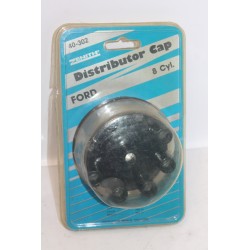 40-302
Distributor Cap
FORD
8 Cyl.